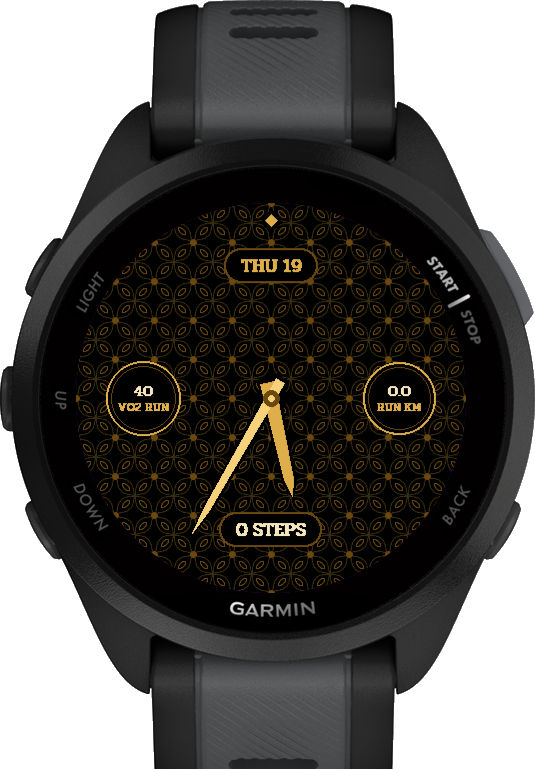 THU 19
LIGHT
START
STOP
UP
40
VO2 RUN
0.0
RUN KM
DOWN
BACK
0 STEPS
GARMIN